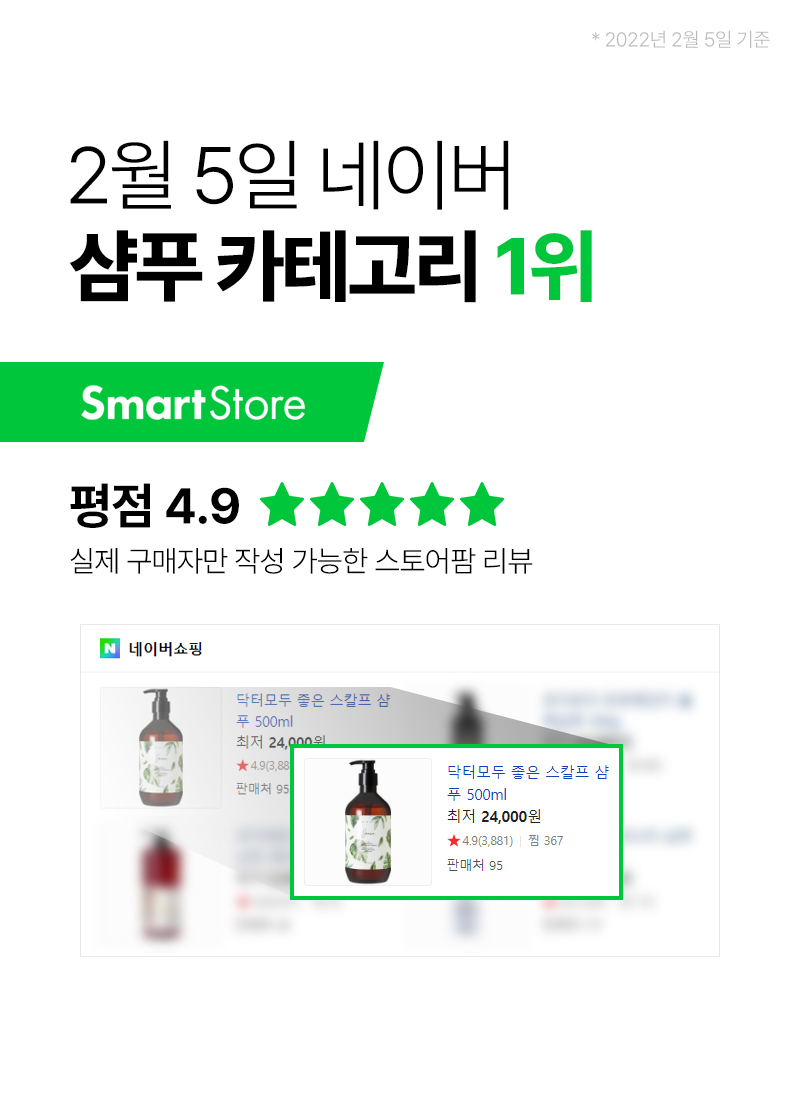 * 2022년 2월 5일 기준
2월 5일 네이버
샴푸 카테고리 1위
SmartStore
평점 4.9
실제 구매자만 작성 가능한 스토어팜 리뷰
N 네이버쇼핑
닥터모두 좋은 스칼프 샴
푸 500ml
최저 24,000원
4.9(3,88
판매처 95
닥터모두 좋은 스칼프 샴
푸 500ml
최저 24,000원
4.9(3,881) | 찜 367
판매처 95